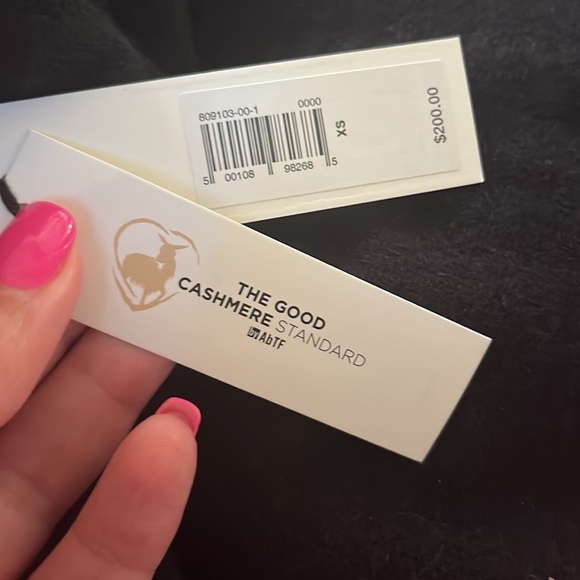 809103-00-1 0000
5 00108 98268 5
XS
$200.00
THE GOOD
CASHMERE STANDARD
by AbTF